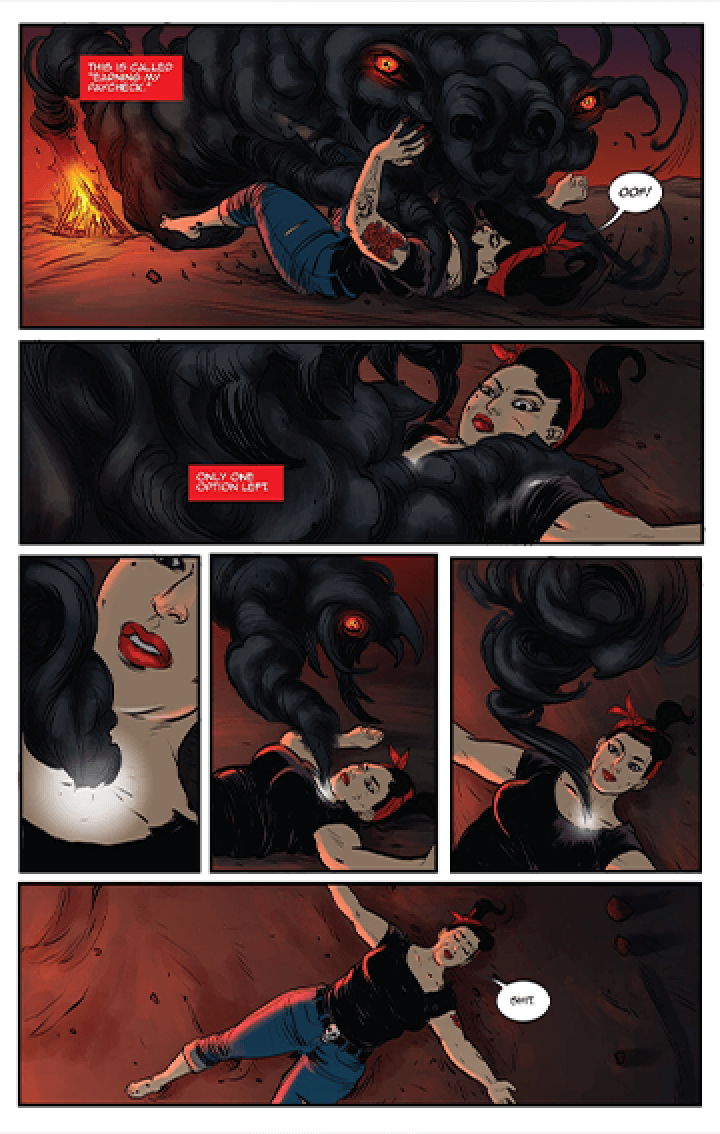 THIS IS CALLED
"EARNING MY
PAYCHECK."
OOF!
ONLY ONE
OPTION LEFT.
SHIT.